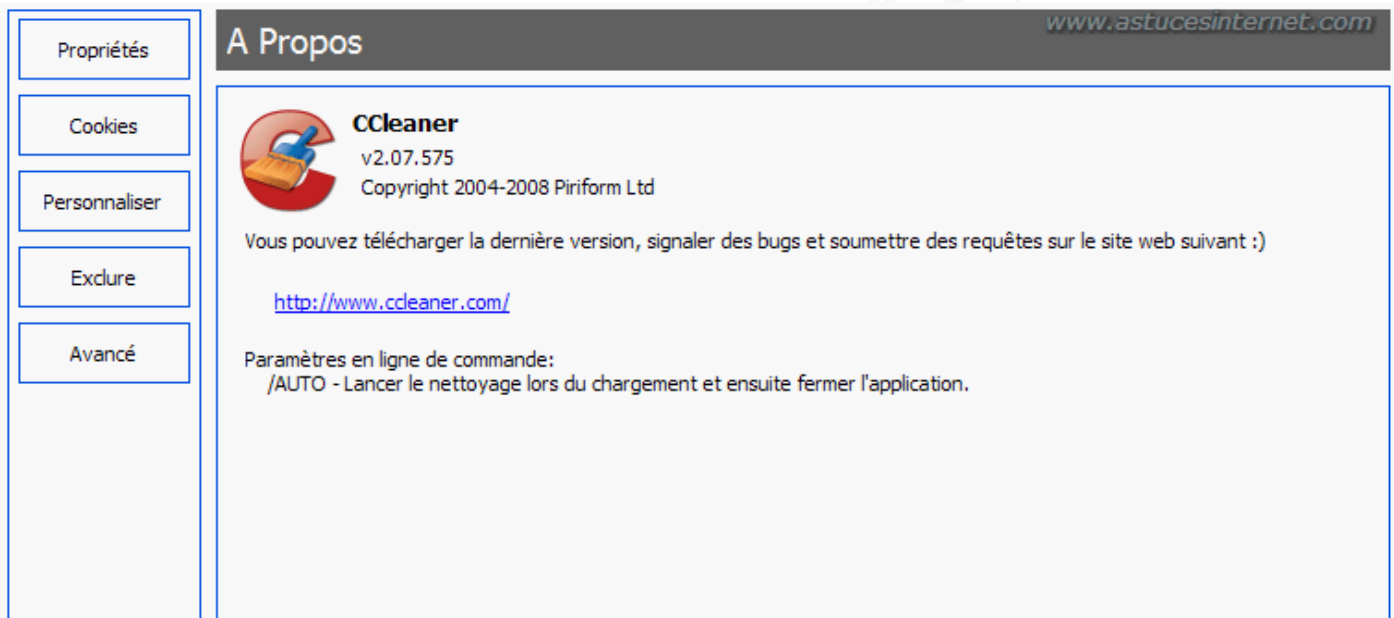 Propriétés
Cookies
Personnaliser
Exclure
Avancé
A Propos
www.astucesinternet.com
CCleaner
v2.07.575
Copyright 2004-2008 Piriform Ltd
Vous pouvez télécharger la dernière version, signaler des bugs et soumettre des requêtes sur le site web suivant :)
http://www.ccleaner.com/
Paramètres en ligne de commande:
/AUTO - Lancer le nettoyage lors du chargement et ensuite fermer l'application.